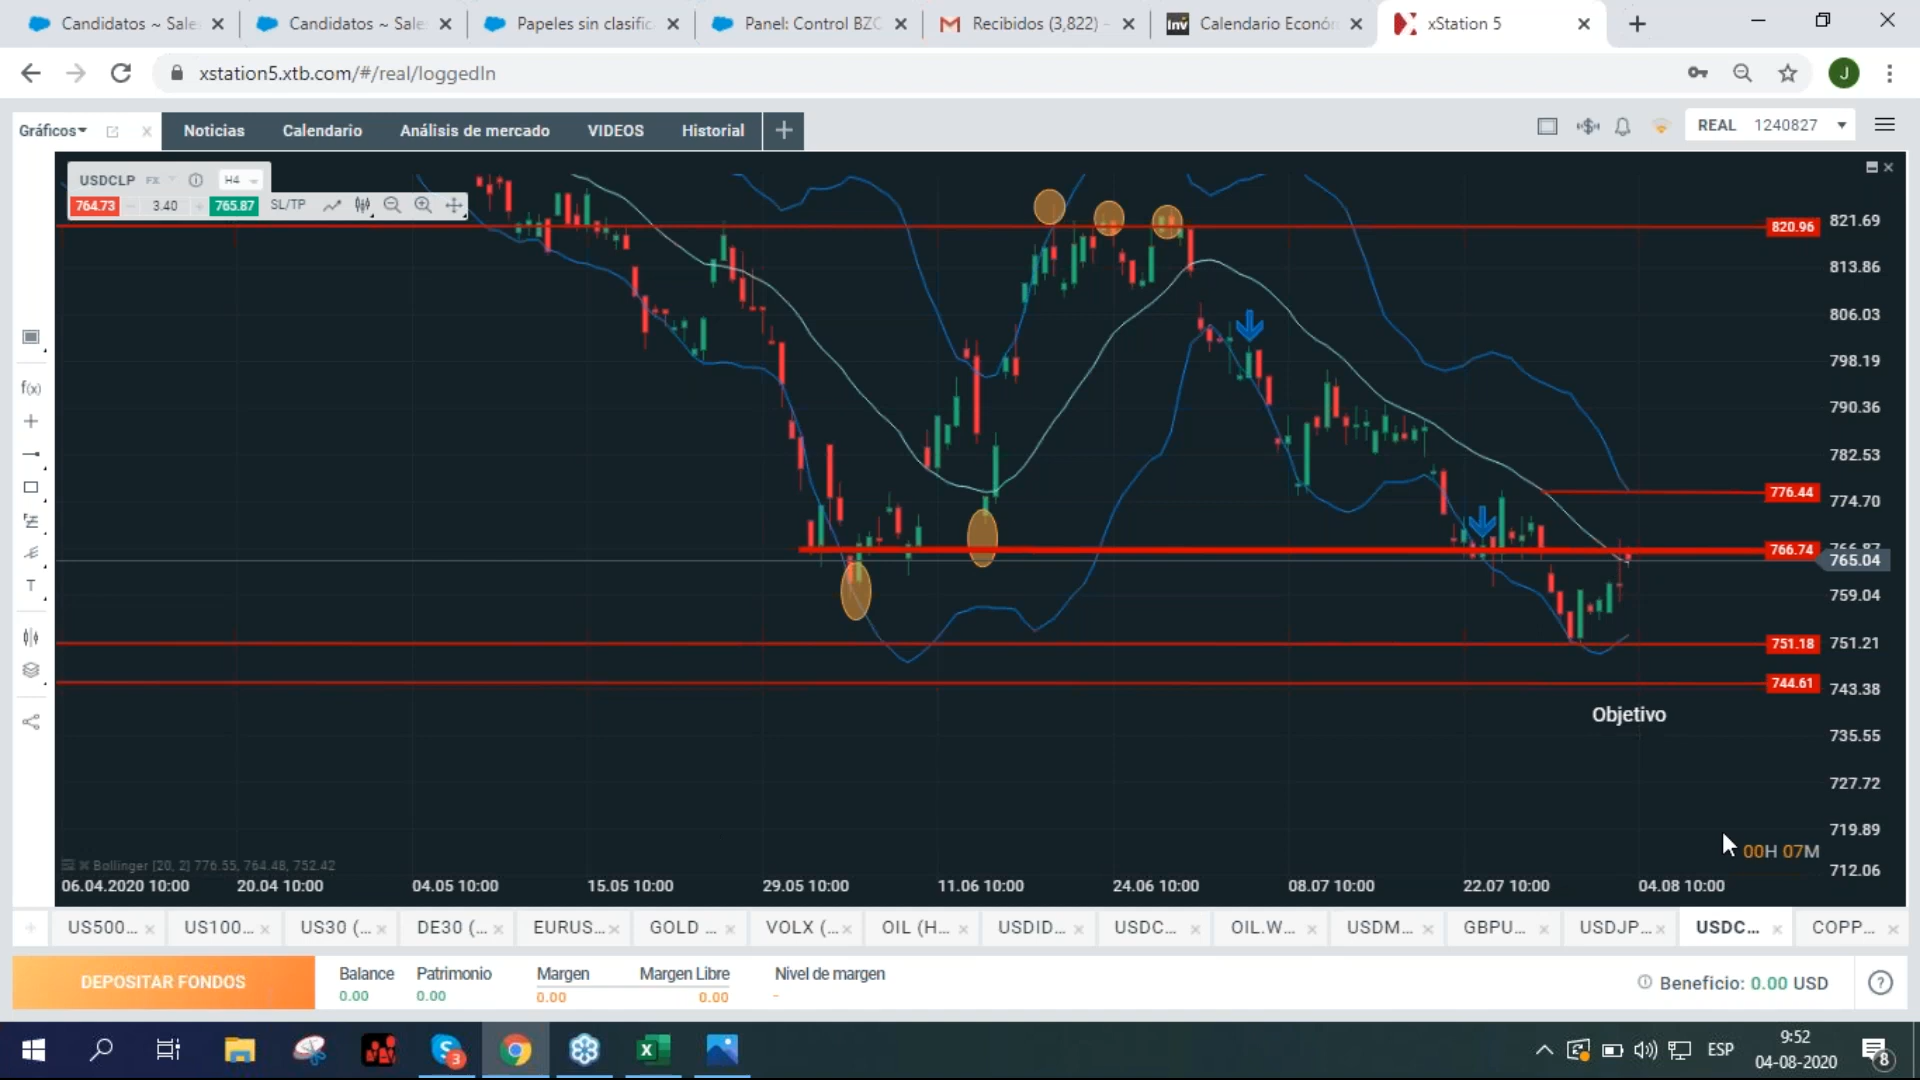 Candidatos ~ Sale
Candidatos ~ Sale
Papeles sin clasific
Panel: Control BZC
Recibidos (3,822) -
Inv
Calendario Económ
xStation 5
xstation5.xtb.com/#/real/loggedIn
J
Gráficos
Noticias
Calendario
Análisis de mercado
VIDEOS
Historial
REAL 1240827
USDCLP FX H4
764.73 3.40 765.87 SL/TP
f(x)
T
820.96
776.44
766.74
751.18
744.61
821.69
813.86
806.03
798.19
790.36
782.53
774.70
766.87
765.04
759.04
751.21
743.38
735.55
727.72
719.89
712.06
Objetivo
00H 07M
Bollinger [20, 2] 776.55, 764.48, 752.42
06.04.2020 10:00
20.04 10:00
04.05 10:00
15.05 10:00
29.05 10:00
11.06 10:00
24.06 10:00
08.07 10:00
22.07 10:00
04.08 10:00
US500...
US100...
US30 (...
DE30 (...
EURUS...
GOLD ...
VOLX (...
OIL (H...
USDID...
USDC...
OIL.W...
USDM...
GBPU...
USDJP...
USDC...
COPP...
DEPOSITAR FONDOS
Balance
0.00
Patrimonio
0.00
Margen
0.00
Margen Libre
0.00
Nivel de margen
-
Beneficio: 0.00 USD
?
3
ESP
9:52
04-08-2020
8